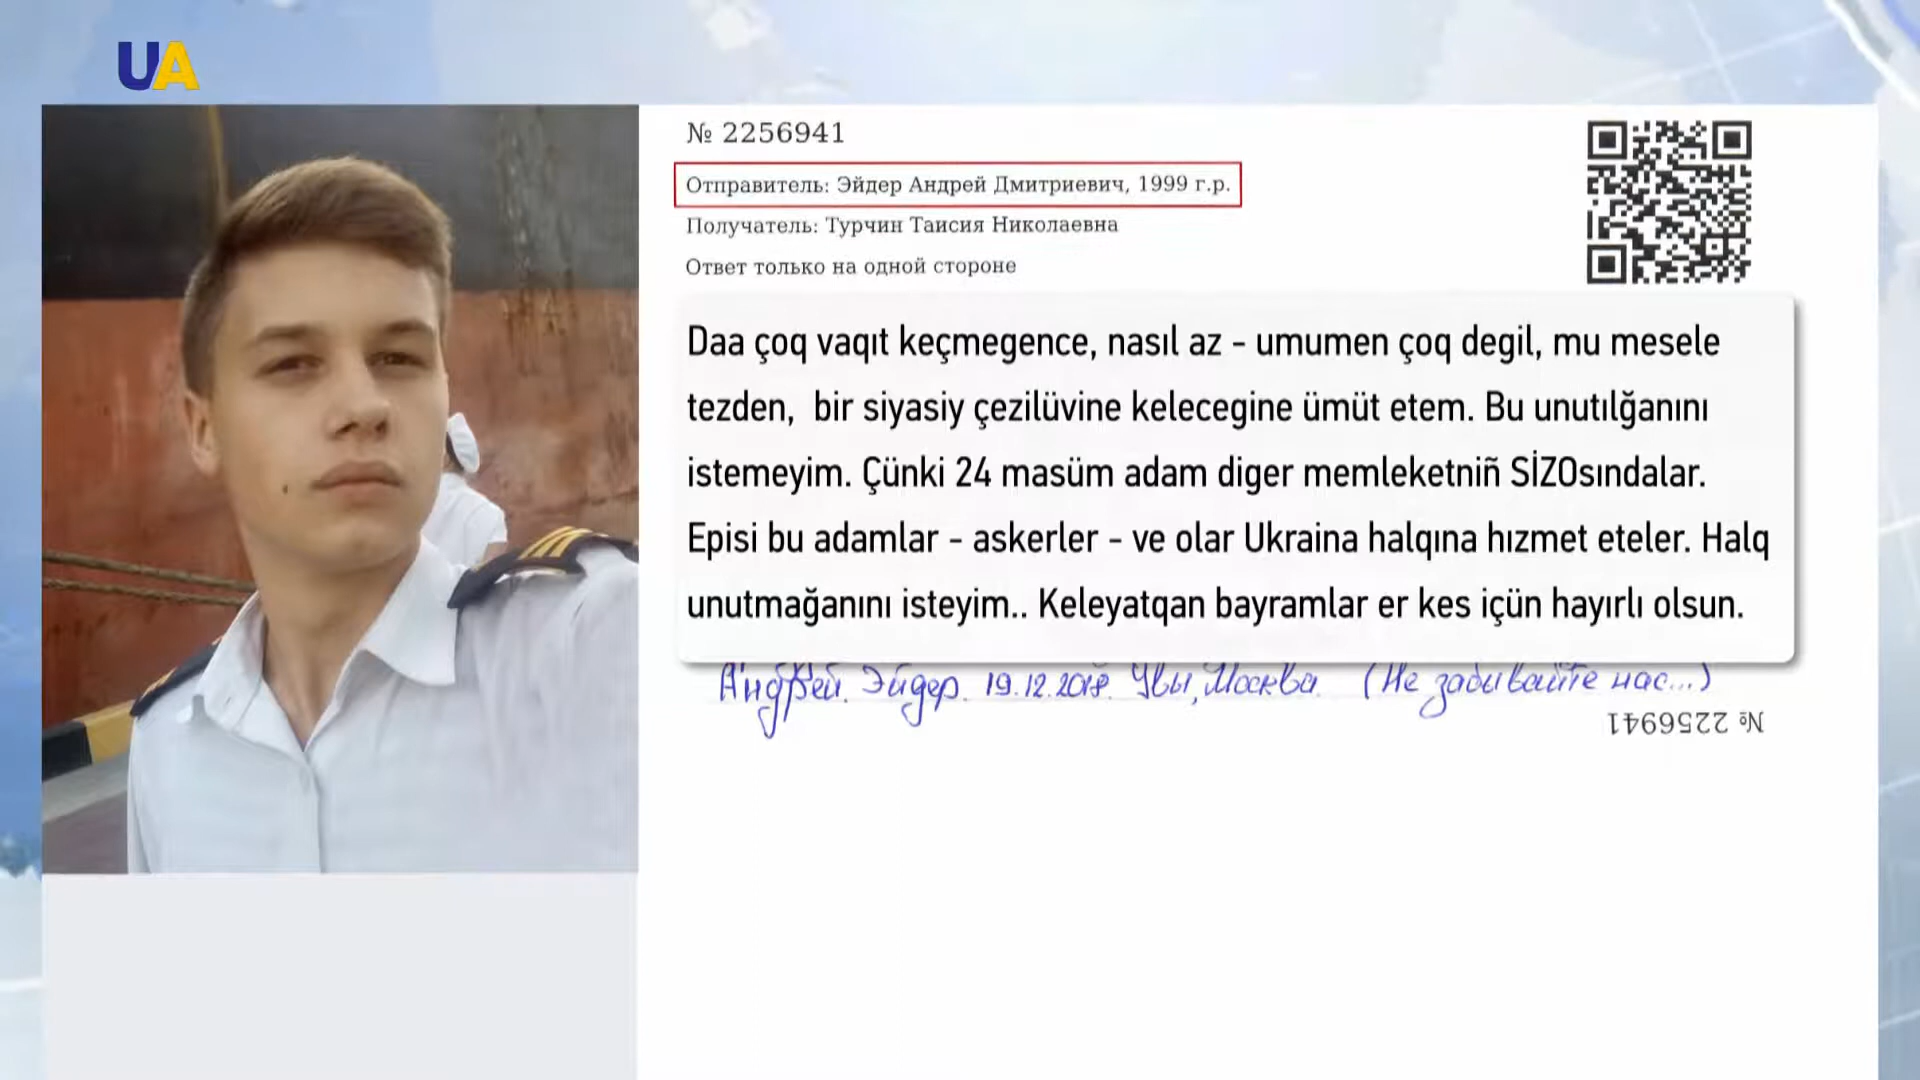 UA
№ 2256941
Отправитель: Эйдер Андрей Дмитриевич, 1999 г.р.
Получатель: Турчин Таисия Николаевна
Ответ только на одной стороне
Daa çoq vaqıt keçmegence, nasıl az - umumen çoq degil, mu mesele
tezden, bir siyasiy çezilüvine kelecegine ümüt etem. Bu unutılğanını
istemeyim. Çünki 24 masüm adam diger memleketniñ SİZOsındalar.
Episi bu adamlar - askerler - ve olar Ukraina halqına hızmet eteler. Halq
unutmağanını isteyim.. Keleyatqan bayramlar er kes içün hayırlı olsun.
Андрей. Эйдер. 19.12.2018. Увы, Москва. (Не забывайте нас...)
№ 2256941